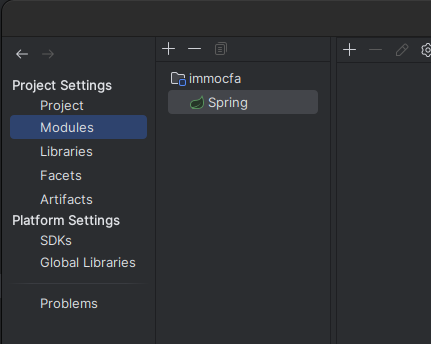 Project Settings
Project
Modules
Libraries
Facets
Artifacts
Platform Settings
SDKs
Global Libraries
Problems
immocfa
Spring